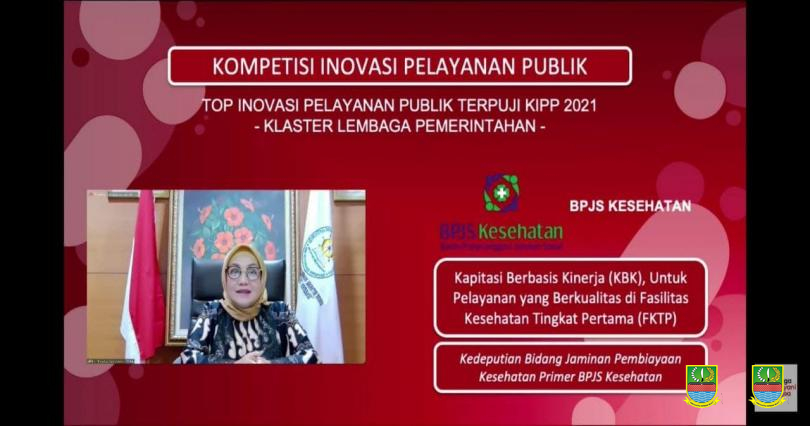 KOMPETISI INOVASI PELAYANAN PUBLIK
TOP INOVASI PELAYANAN PUBLIK TERPUJI KIPP 2021
- KLASTER LEMBAGA PEMERINTAHAN -
BPJS Kesehatan
BPJS KESEHATAN
Kapitasi Berbasis Kinerja (KBK), Untuk
Pelayanan yang Berkualitas di Fasilitas
Kesehatan Tingkat Pertama (FKTP)
Kedeputian Bidang Jaminan Pembiayaan
Kesehatan Primer BPJS Kesehatan